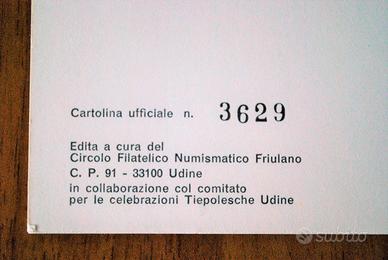 Cartolina ufficiale n. 3629
Edita a cura del
Circolo Filatelico Numismatico Friulano
C. P. 91 - 33100 Udine
in collaborazione col comitato
per le celebrazioni Tiepolesche Udine
subito